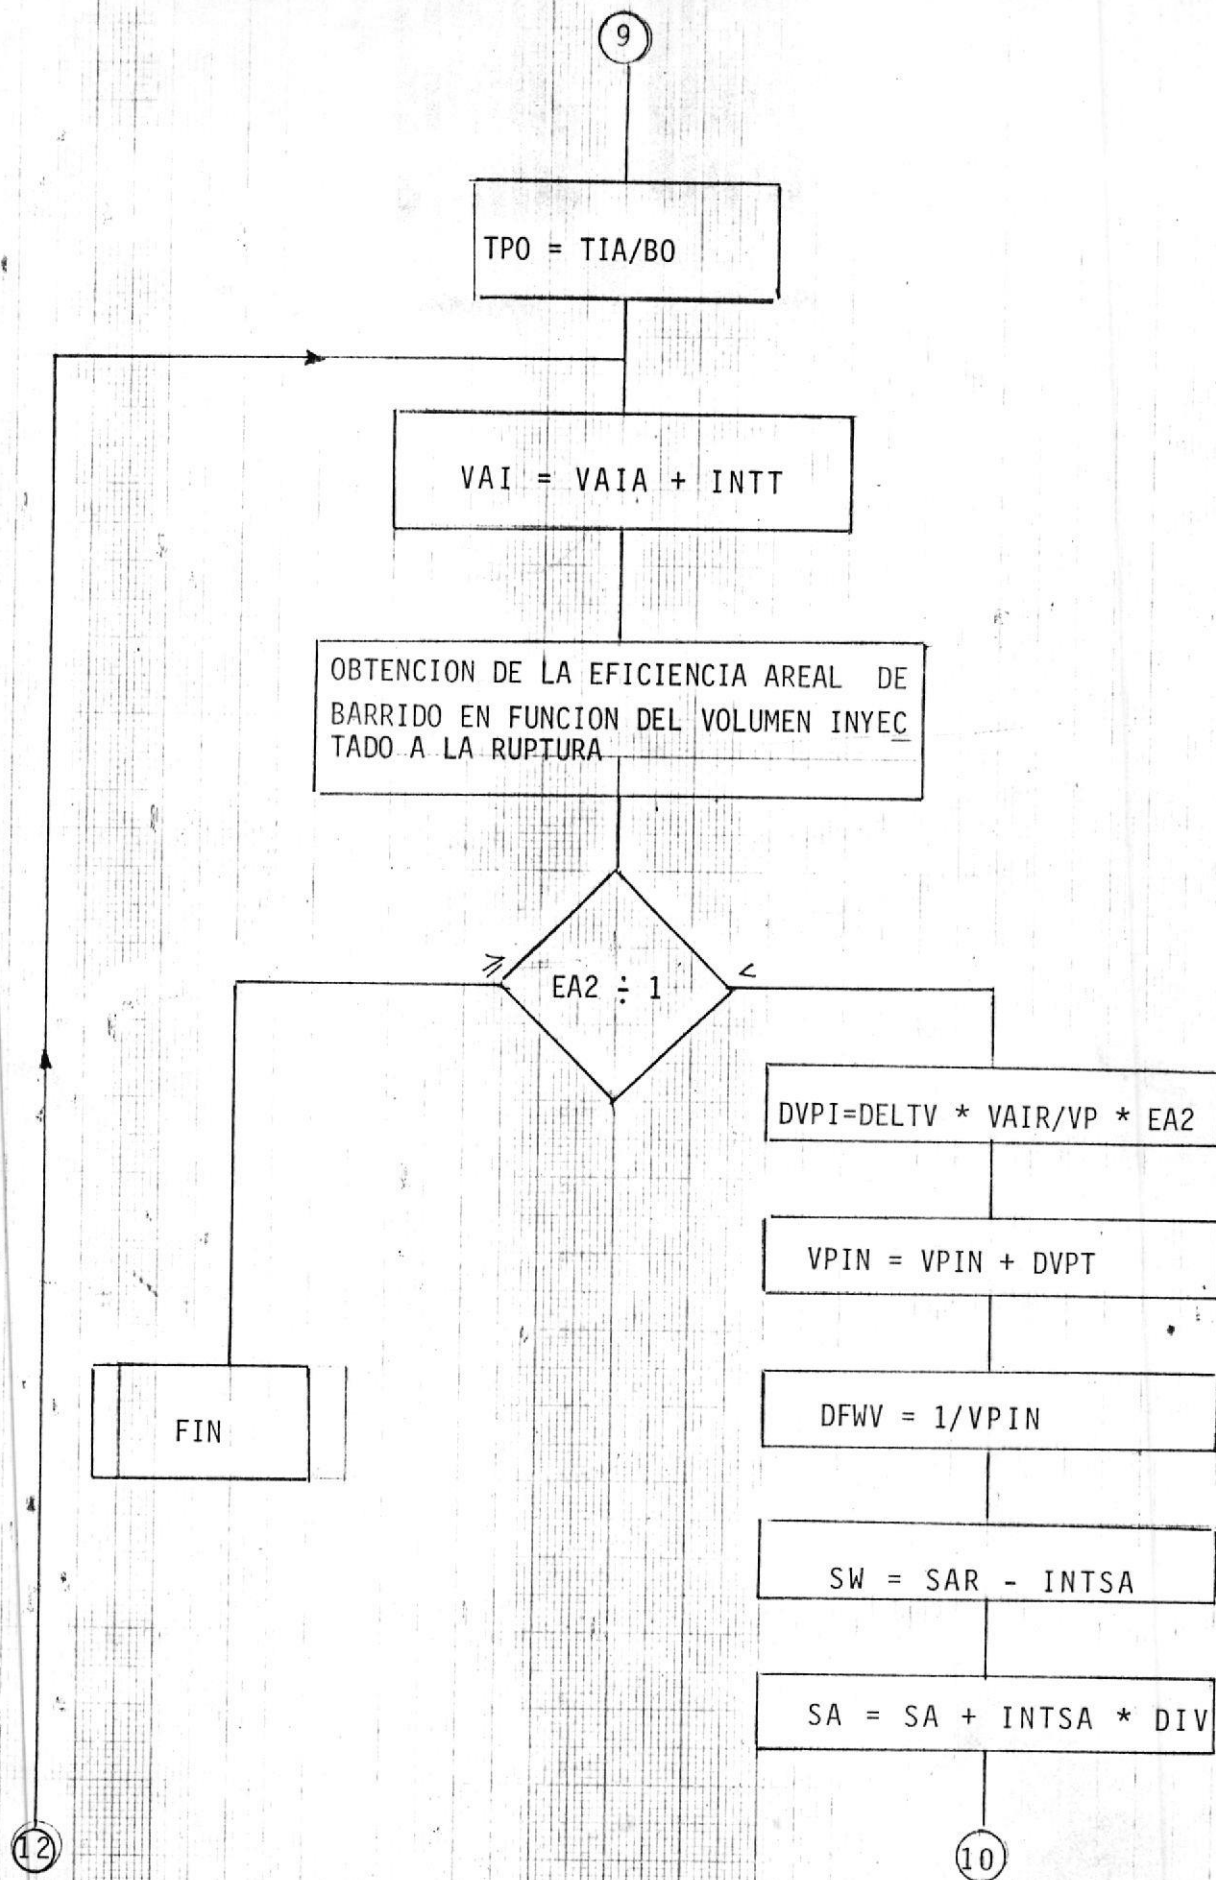 9
TPO = TIA/BO
VAI = VAIA + INTT
OBTENCION DE LA EFICIENCIA AREAL DE
BARRIDO EN FUNCION DEL VOLUMEN INYEC
TADO A LA RUPTURA
≥
EA2 ÷ 1
<
DVPI=DELTV * VAIR/VP * EA2
VPIN = VPIN + DVPT
DFWV = 1/VPIN
FIN
SW = SAR - INTSA
SA = SA + INTSA * DIV
12
10